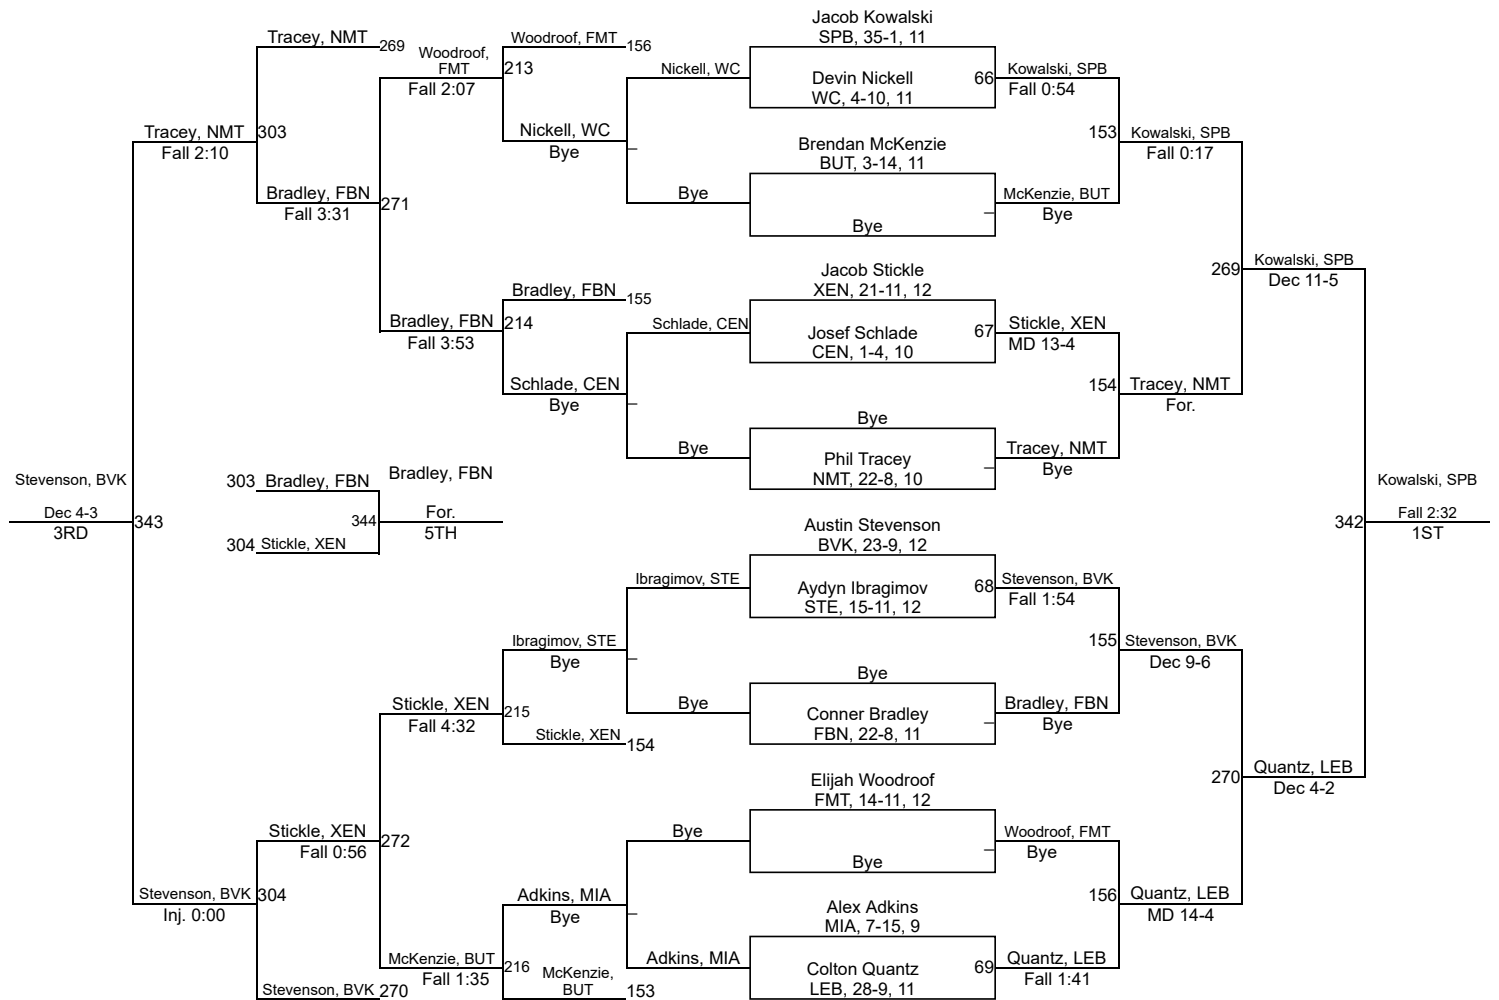 Jacob Kowalski
SPB, 35-1, 11
Tracey, NMT
269
Woodroof,
FMT
Fall 2:07
213
Woodroof, FMT
156
Nickell, WC
Devin Nickell
WC, 4-10, 11
66
Kowalski, SPB
Fall 0:54
Tracey, NMT
Fall 2:10
303
Nickell, WC
Bye
Brendan McKenzie
BUT, 3-14, 11
153
Kowalski, SPB
Fall 0:17
Bradley, FBN
Fall 3:31
271
Bye
Bye
McKenzie, BUT
Bye
Jacob Stickle
XEN, 21-11, 12
269
Kowalski, SPB
Dec 11-5
Bradley, FBN
155
Bradley, FBN
Fall 3:53
214
Schlade, CEN
Josef Schlade
CEN, 1-4, 10
67
Stickle, XEN
MD 13-4
Schlade, CEN
Bye
154
Tracey, NMT
For.
Bye
Bye
Phil Tracey
NMT, 22-8, 10
Tracey, NMT
Bye
Stevenson, BVK
Dec 4-3
3RD
343
303
Bradley, FBN
344
304
Stickle, XEN
Bradley, FBN
For.
5TH
Kowalski, SPB
342
Fall 2:32
1ST
Austin Stevenson
BVK, 23-9, 12
Ibragimov, STE
Aydyn Ibragimov
STE, 15-11, 12
68
Stevenson, BVK
Fall 1:54
Ibragimov, STE
Bye
155
Stevenson, BVK
Dec 9-6
Bye
Stickle, XEN
Fall 4:32
215
Bye
Conner Bradley
FBN, 22-8, 11
Bradley, FBN
Bye
Stickle, XEN
154
Elijah Woodroof
FMT, 14-11, 12
270
Quantz, LEB
Dec 4-2
Stickle, XEN
Fall 0:56
272
Bye
Bye
Woodroof, FMT
Bye
Stevenson, BVK
Inj. 0:00
304
Adkins, MIA
Bye
Alex Adkins
MIA, 7-15, 9
156
Quantz, LEB
MD 14-4
McKenzie, BUT
Fall 1:35
216
McKenzie,
BUT
153
Adkins, MIA
Colton Quantz
LEB, 28-9, 11
69
Quantz, LEB
Fall 1:41
Stevenson, BVK
270